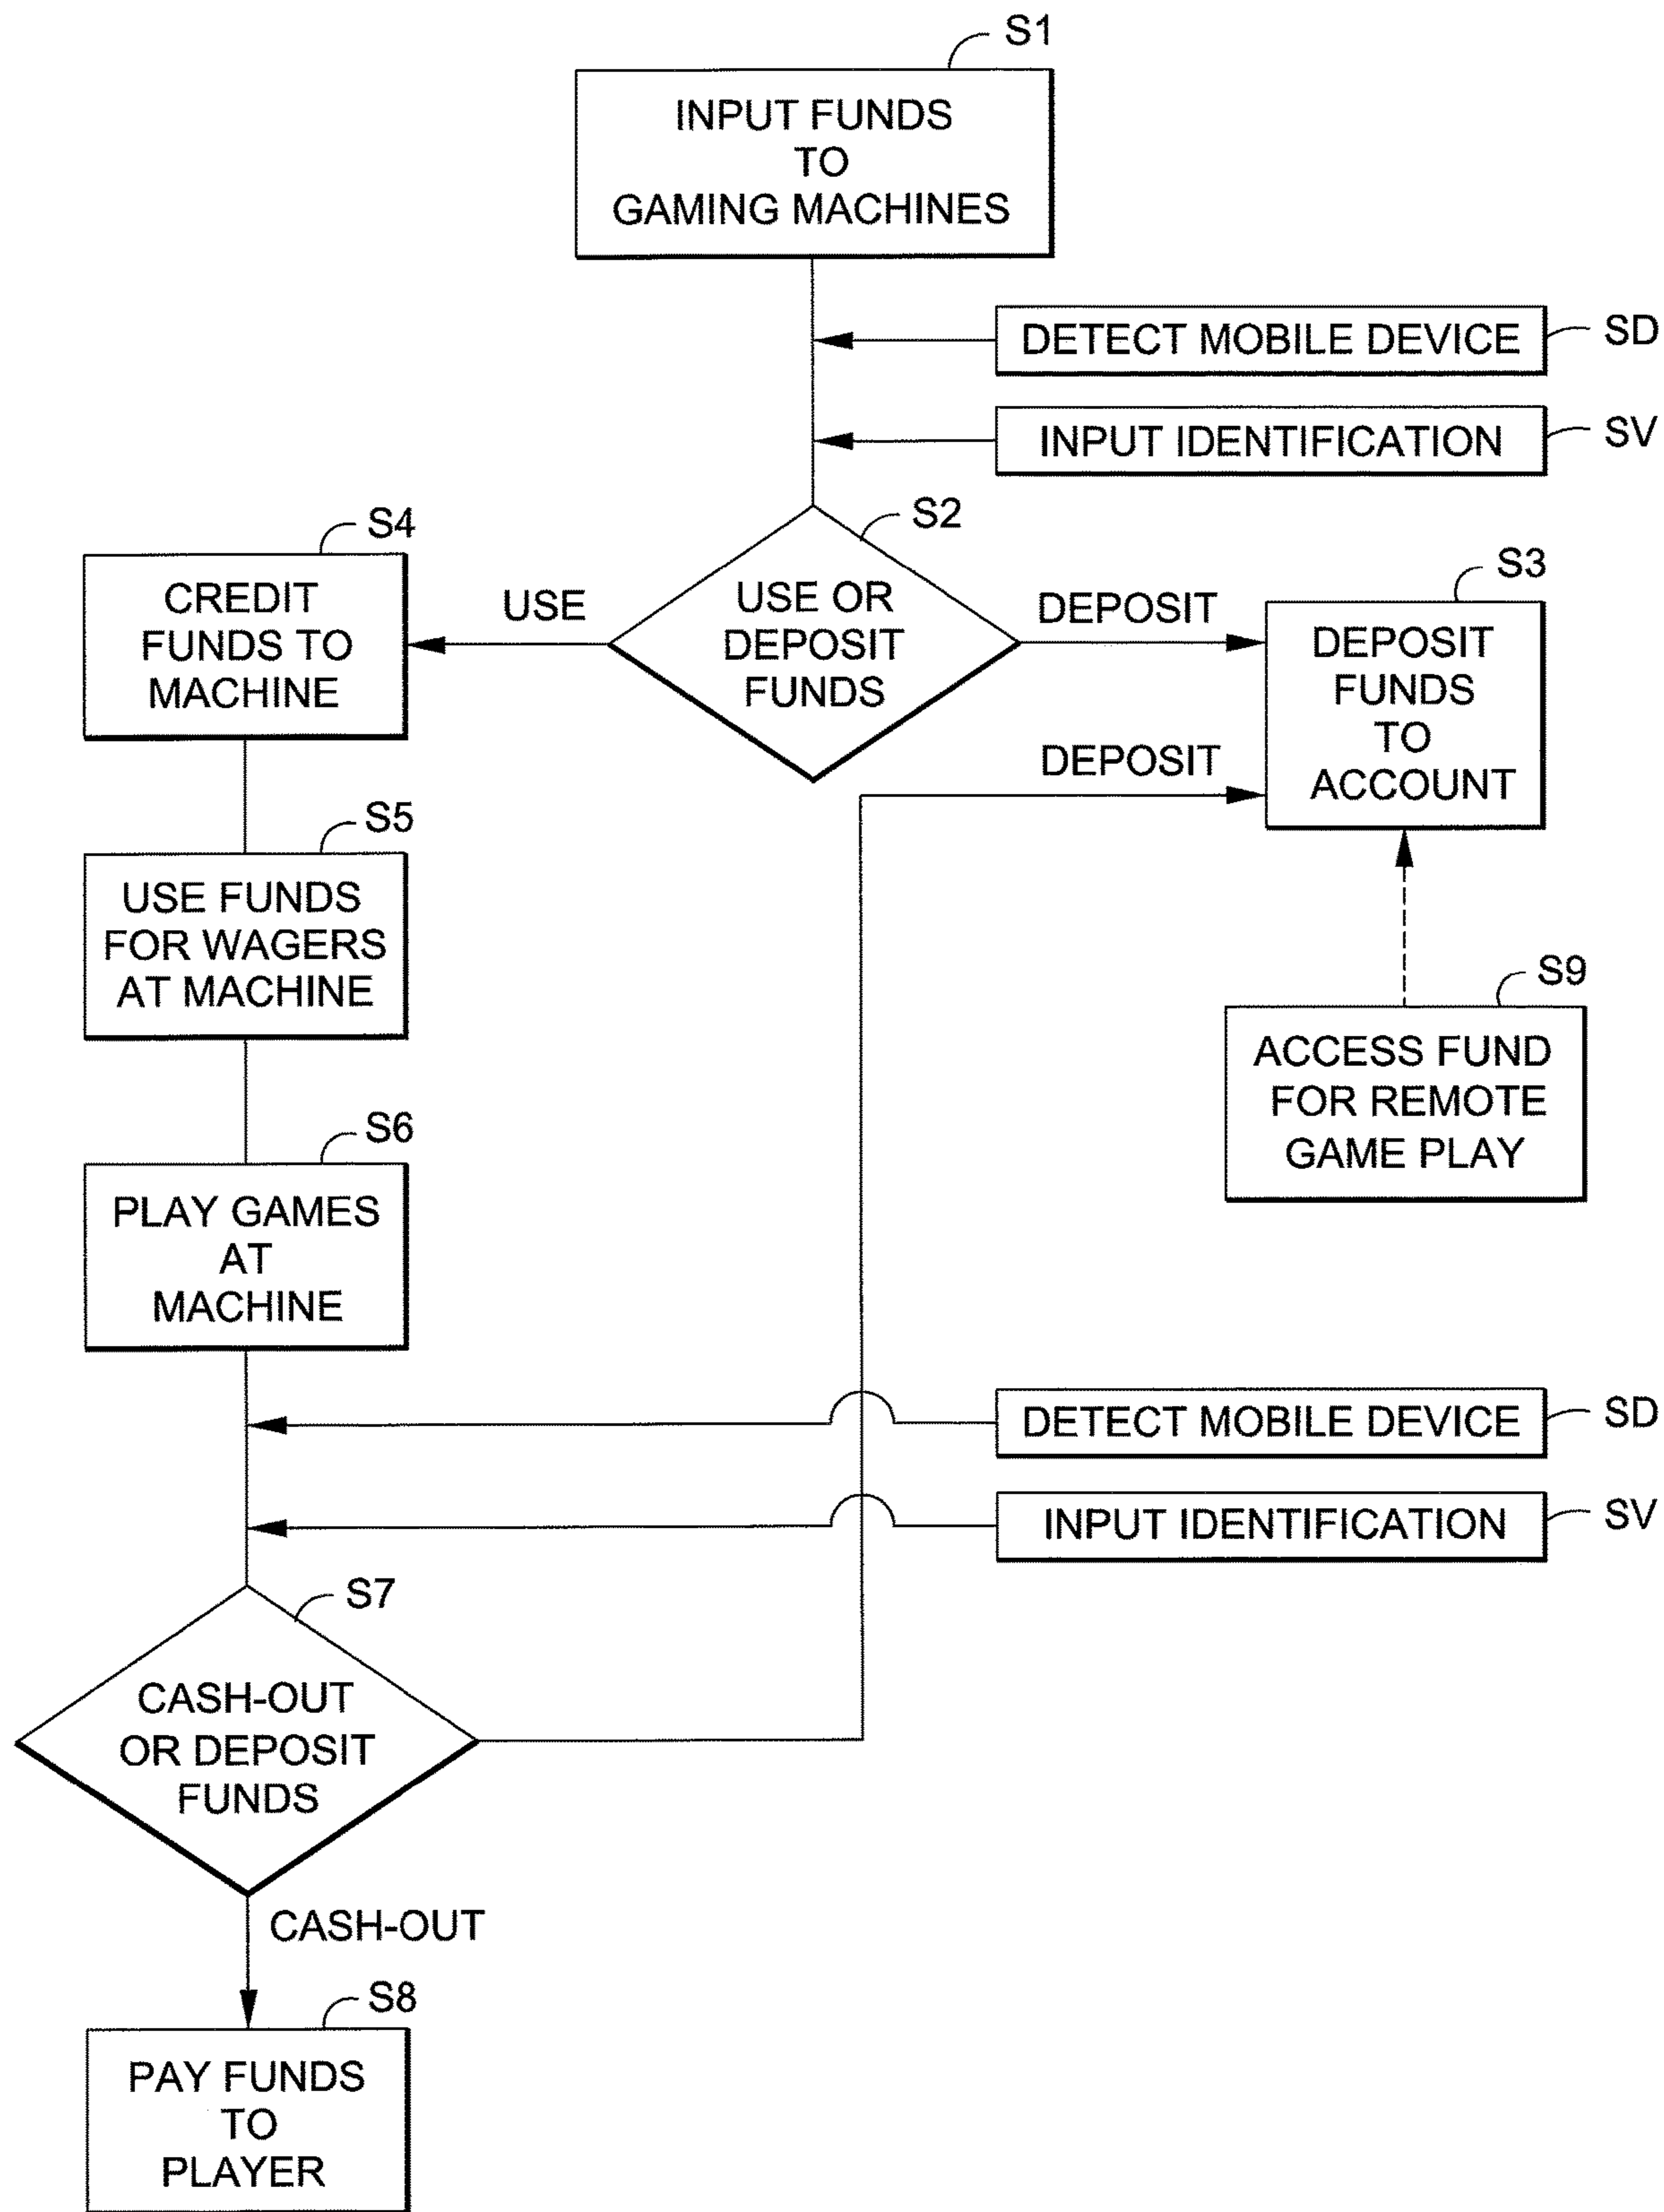 S1
INPUT FUNDS
TO
GAMING MACHINES
DETECT MOBILE DEVICE
SD
INPUT IDENTIFICATION
SV
S2
USE OR
DEPOSIT
FUNDS
USE
DEPOSIT
S4
CREDIT
FUNDS TO
MACHINE
S3
DEPOSIT
FUNDS
TO
ACCOUNT
DEPOSIT
S5
USE FUNDS
FOR WAGERS
AT MACHINE
S9
ACCESS FUND
FOR REMOTE
GAME PLAY
S6
PLAY GAMES
AT
MACHINE
DETECT MOBILE DEVICE
SD
INPUT IDENTIFICATION
SV
S7
CASH-OUT
OR DEPOSIT
FUNDS
CASH-OUT
S8
PAY FUNDS
TO
PLAYER